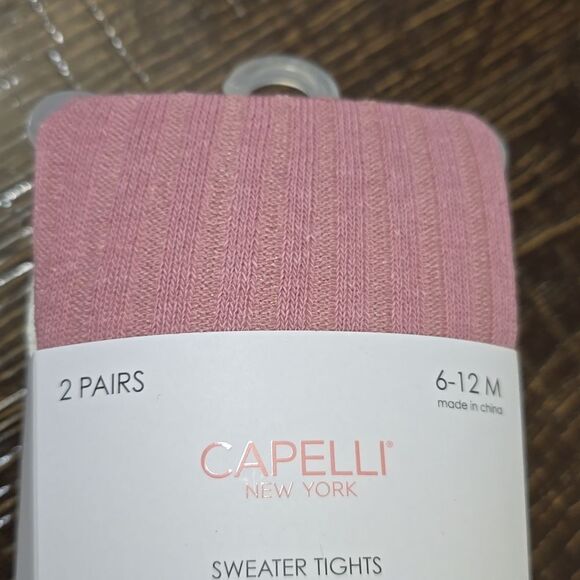 2 PAIRS
6-12 M
made in china
CAPELLI®
NEW YORK
SWEATER TIGHTS